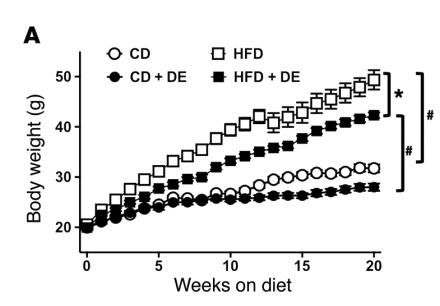 A
○ CD □ HFD
● CD + DE ■ HFD + DE
Body weight (g)
50
40
30
20
*
#
#
0 5 10 15 20
Weeks on diet